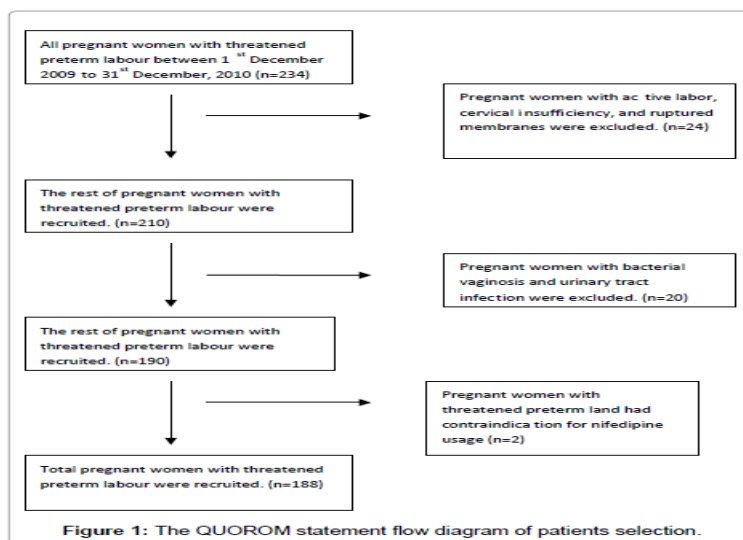 All pregnant women with threatened
preterm labour between 1 st December
2009 to 31st December, 2010 (n=234)
Pregnant women with ac tive labor,
cervical insufficiency, and ruptured
membranes were excluded. (n=24)
The rest of pregnant women with
threatened preterm labour were
recruited. (n=210)
Pregnant women with bacterial
vaginosis and urinary tract
infection were excluded. (n=20)
The rest of pregnant women with
threatened preterm labour were
recruited. (n=190)
Pregnant women with
threatened preterm land had
contraindica tion for nifedipine
usage (n=2)
Total pregnant women with threatened
preterm labour were recruited. (n=188)
Figure 1: The QUOROM statement flow diagram of patients selection.